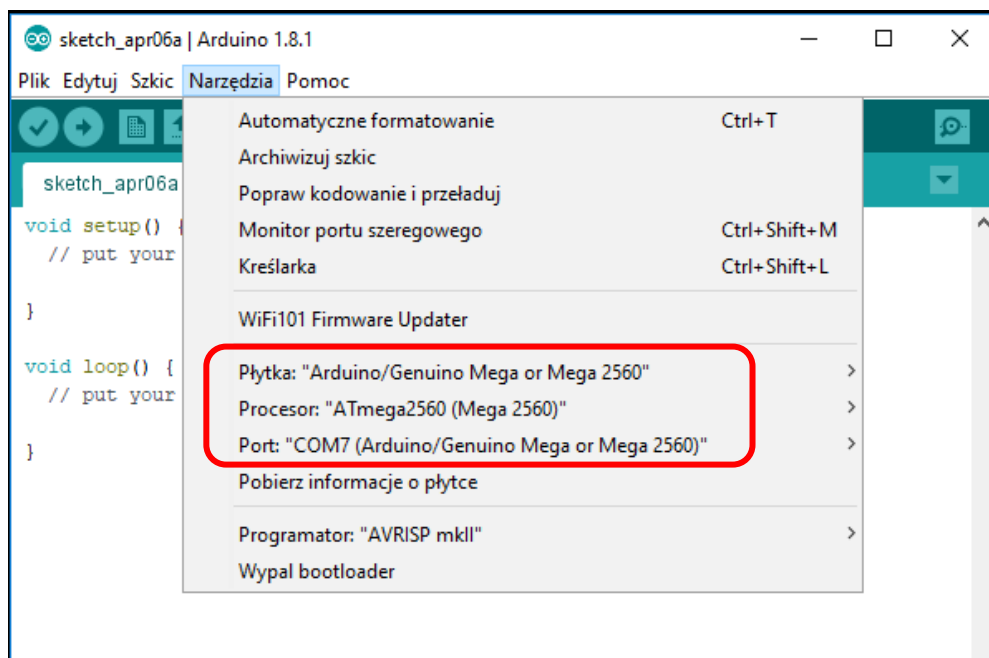 sketch_apr06a | Arduino 1.8.1
Plik Edytuj Szkic Narzędzia Pomoc
Automatyczne formatowanie Ctrl+T
Archiwizuj szkic
sketch_apr06a
Popraw kodowanie i przeładuj
void setup() {
Monitor portu szeregowego Ctrl+Shift+M
// put your
Kreślarka Ctrl+Shift+L
}
WiFi101 Firmware Updater
void loop() {
Płytka: "Arduino/Genuino Mega or Mega 2560"
// put your
Procesor: "ATmega2560 (Mega 2560)"
}
Port: "COM7 (Arduino/Genuino Mega or Mega 2560)"
Pobierz informacje o płytce
Programator: "AVRISP mkII"
Wypal bootloader